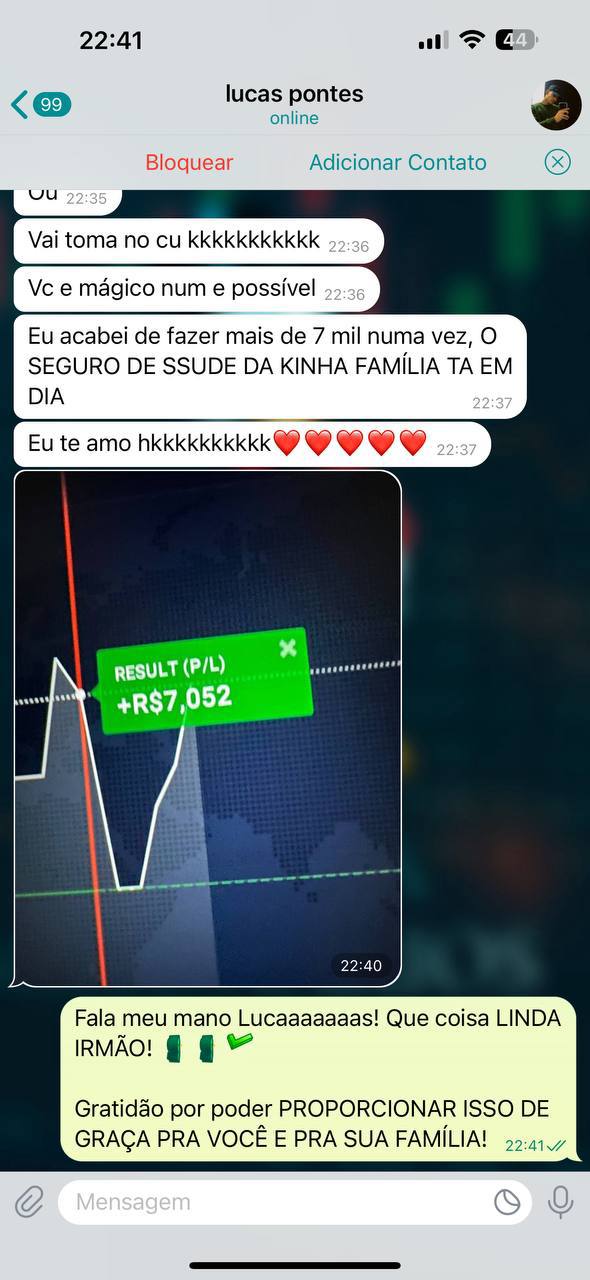 22:41
44
99
lucas pontes
online
Bloquear
Adicionar Contato
Ou 22:35
Vai toma no cu kkkkkkkkkkk 22:36
Vc e mágico num e possível 22:36
Eu acabei de fazer mais de 7 mil numa vez, O
SEGURO DE SSUDE DA KINHA FAMÍLIA TA EM
DIA
22:37
Eu te amo hkkkkkkkkkk❤️❤️❤️❤️❤️ 22:37
RESULT (P/L)
+R$7,052
22:40
Fala meu mano Lucaaaaaaas! Que coisa LINDA
IRMÃO!
Gratidão por poder PROPORCIONAR ISSO DE
GRAÇA PRA VOCÊ E PRA SUA FAMÍLIA! 22:41
Mensagem